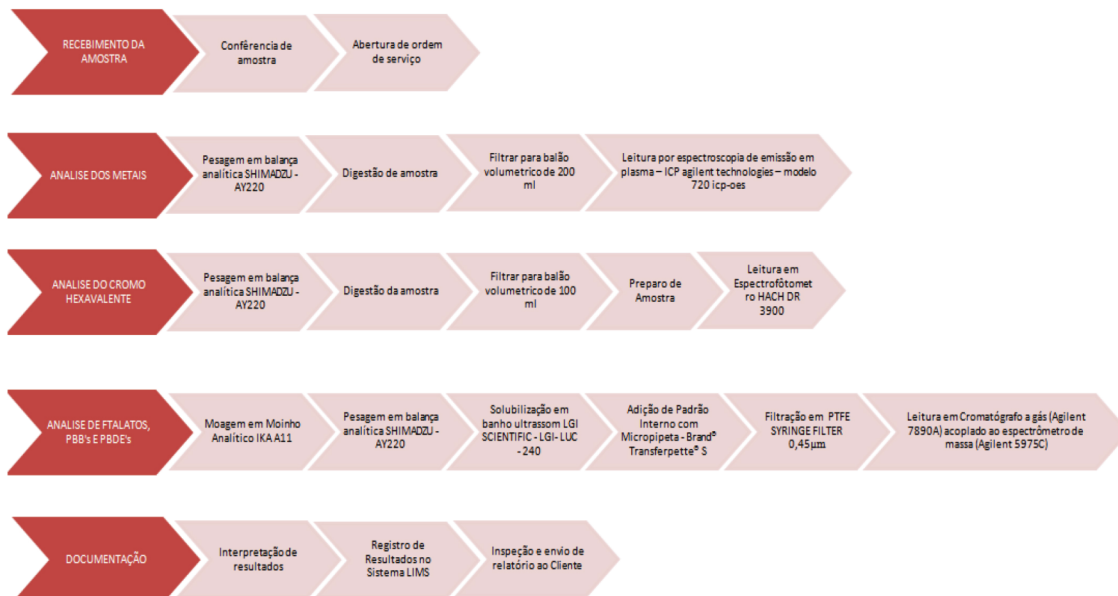 RECEBIMENTO DA
AMOSTRA
Confêrencia de
amostra
Abertura de ordem
de serviço
ANALISE DOS METAIS
Pesagem em balança
analítica SHIMADZU -
AY220
Digestão de amostra
Filtrar para balão
volumetrico de 200
ml
Leitura por espectroscopia de emissão em
plasma – ICP agilent technologies – modelo
720 icp-oes
ANALISE DO CROMO
HEXAVALENTE
Pesagem em balança
analítica SHIMADZU -
AY220
Digestão da amostra
Filtrar para balão
volumetrico de 100
ml
Preparo de
Amostra
Leitura em
Espectrofôtomet
ro HACH DR
3900
ANALISE DE FTALATOS,
PBB's E PBDE's
Moagem em Moinho
Analítico IKA A11
Pesagem em balança
analítica SHIMADZU -
AY220
Solubilização em
banho ultrassom LGI
SCIENTIFIC - LGI- LUC
- 240
Adição de Padrão
Interno com
Micropipeta - Brand®
Transferpette® S
Filtração em PTFE
SYRINGE FILTER
0,45µm
Leitura em Cromatógrafo a gás (Agilent
7890A) acoplado ao espectrômetro de
massa (Agilent 5975C)
DOCUMENTAÇÃO
Interpretação de
resultados
Registro de
Resultados no
Sistema LIMS
Inspeção e envio de
relatório ao Cliente